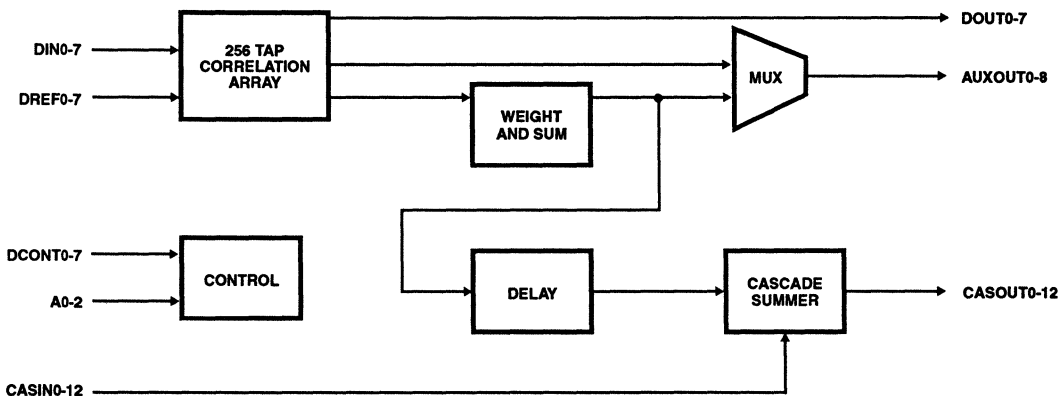 DOUT0-7
DIN0-7
256 TAP
CORRELATION
ARRAY
MUX
AUXOUT0-8
DREF0-7
WEIGHT
AND SUM
DCONT0-7
CONTROL
A0-2
DELAY
CASCADE
SUMMER
CASOUT0-12
CASIN0-12